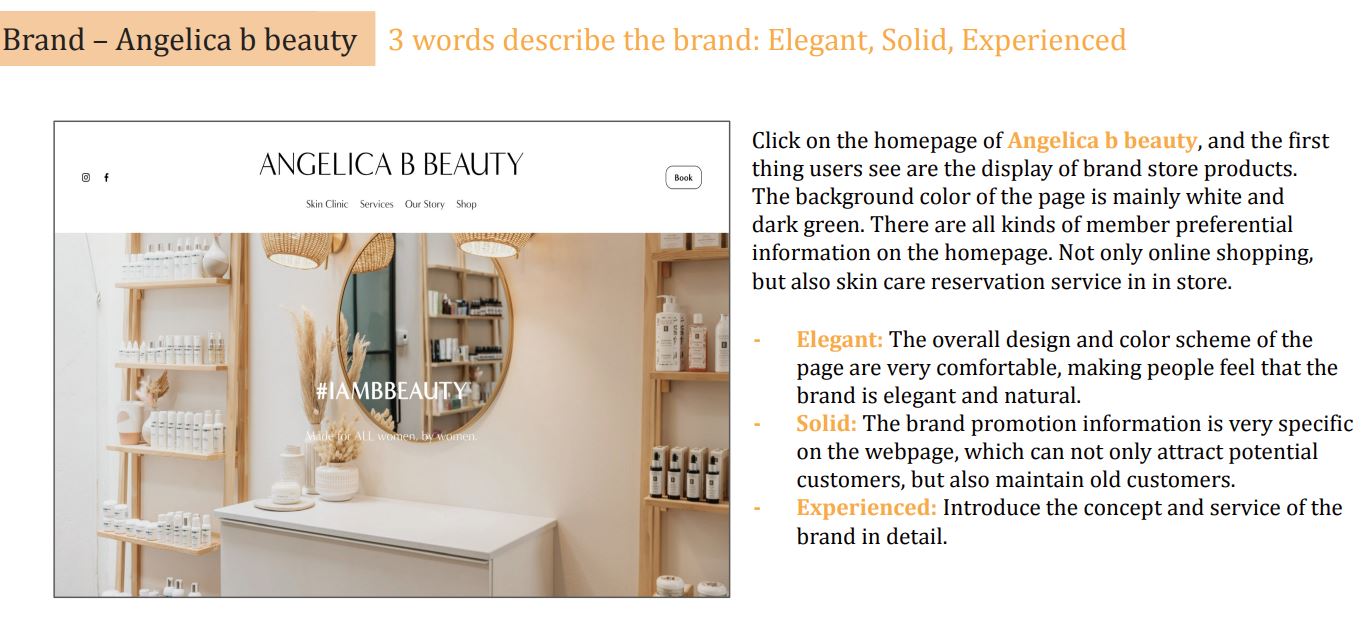 Brand – Angelica b beauty
3 words describe the brand: Elegant, Solid, Experienced
ANGELICA B BEAUTY
Book
Skin Clinic Services Our Story Shop
#IAMBBEAUTY
Made for ALL women, by women.
Click on the homepage of Angelica b beauty, and the first
thing users see are the display of brand store products.
The background color of the page is mainly white and
dark green. There are all kinds of member preferential
information on the homepage. Not only online shopping,
but also skin care reservation service in in store.
- Elegant: The overall design and color scheme of the
page are very comfortable, making people feel that the
brand is elegant and natural.
- Solid: The brand promotion information is very specific
on the webpage, which can not only attract potential
customers, but also maintain old customers.
- Experienced: Introduce the concept and service of the
brand in detail.